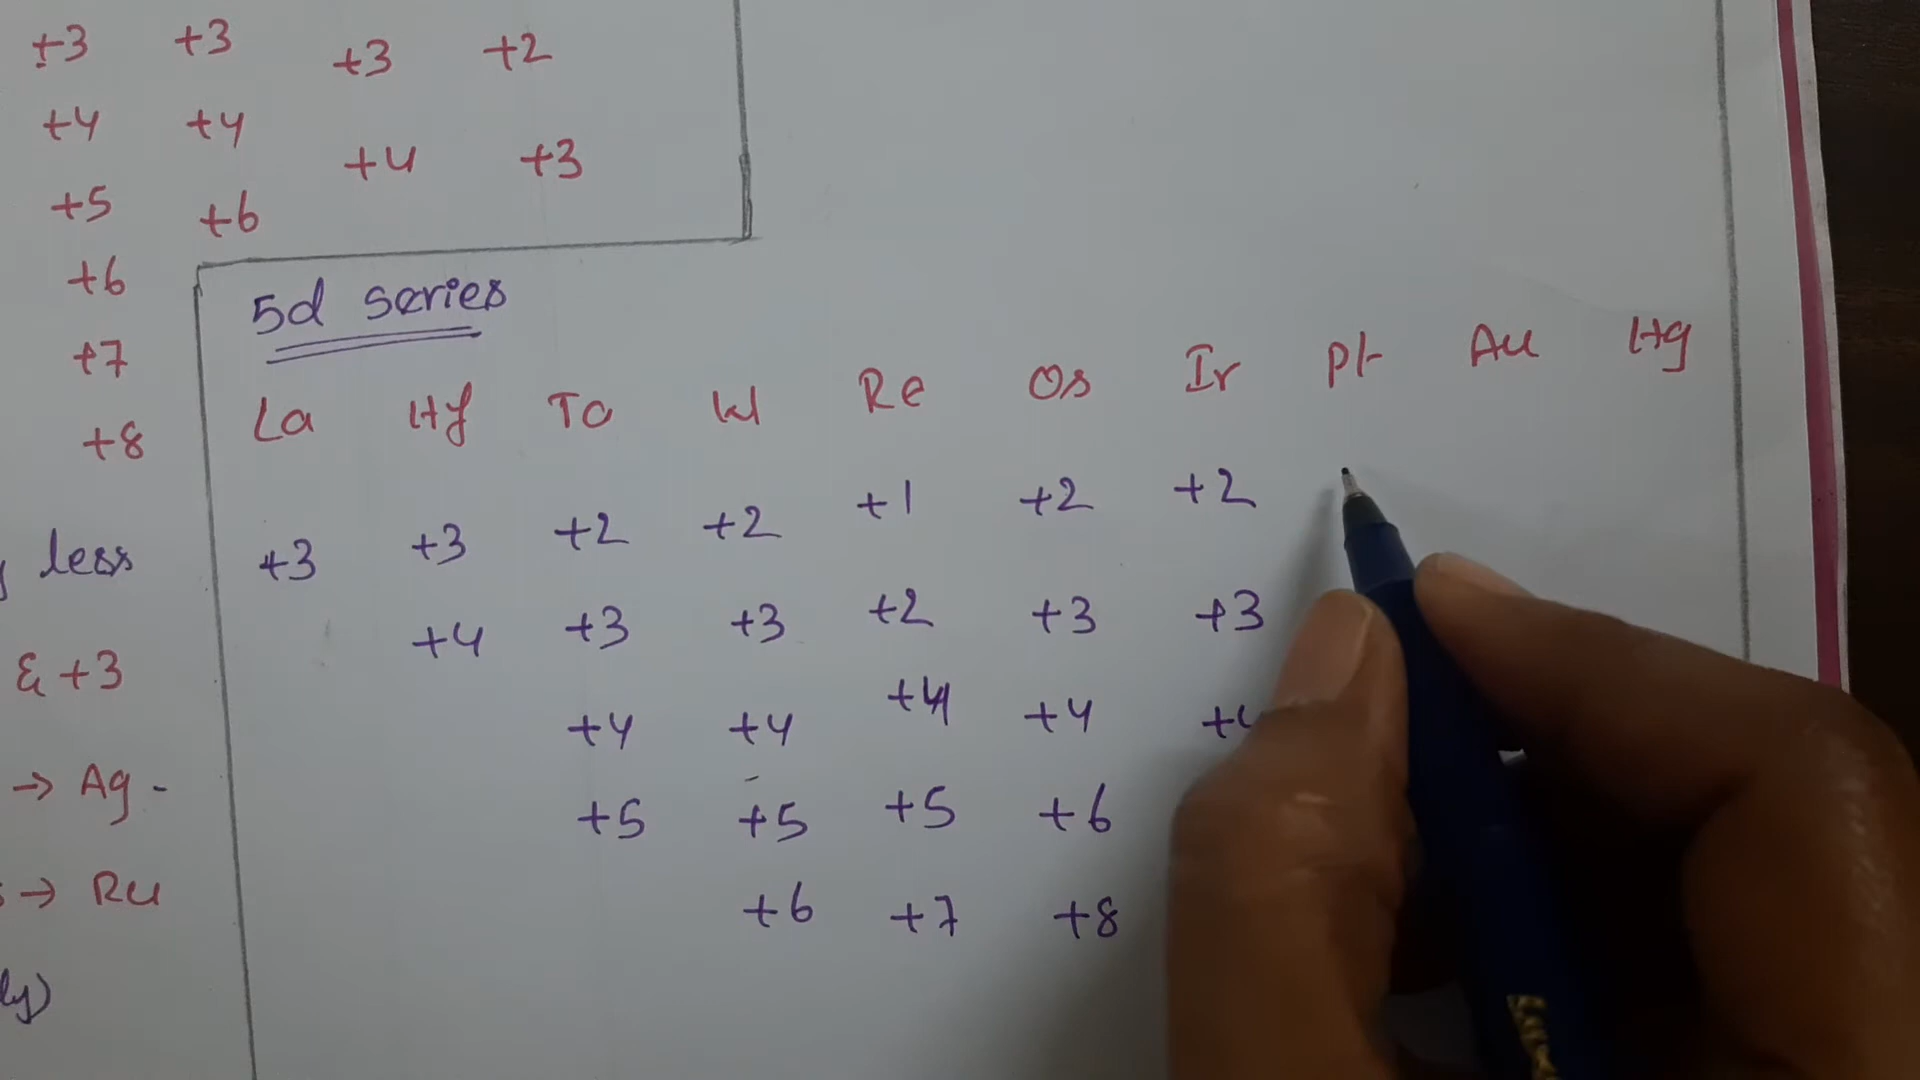 +3 +3 +3 +2
+4 +4 +4 +3
+5 +6
+6
+7
+8
less
& +3
→ Ag -
→ Ru
ly)
5d series
La Hf Ta W Re Os Ir Pt Au Hg
+3 +3 +2 +2 +1 +2 +2
+4 +3 +3 +2 +3 +3
+4 +4 +4 +4 +4
+5 +5 +5 +6
+6 +7 +8